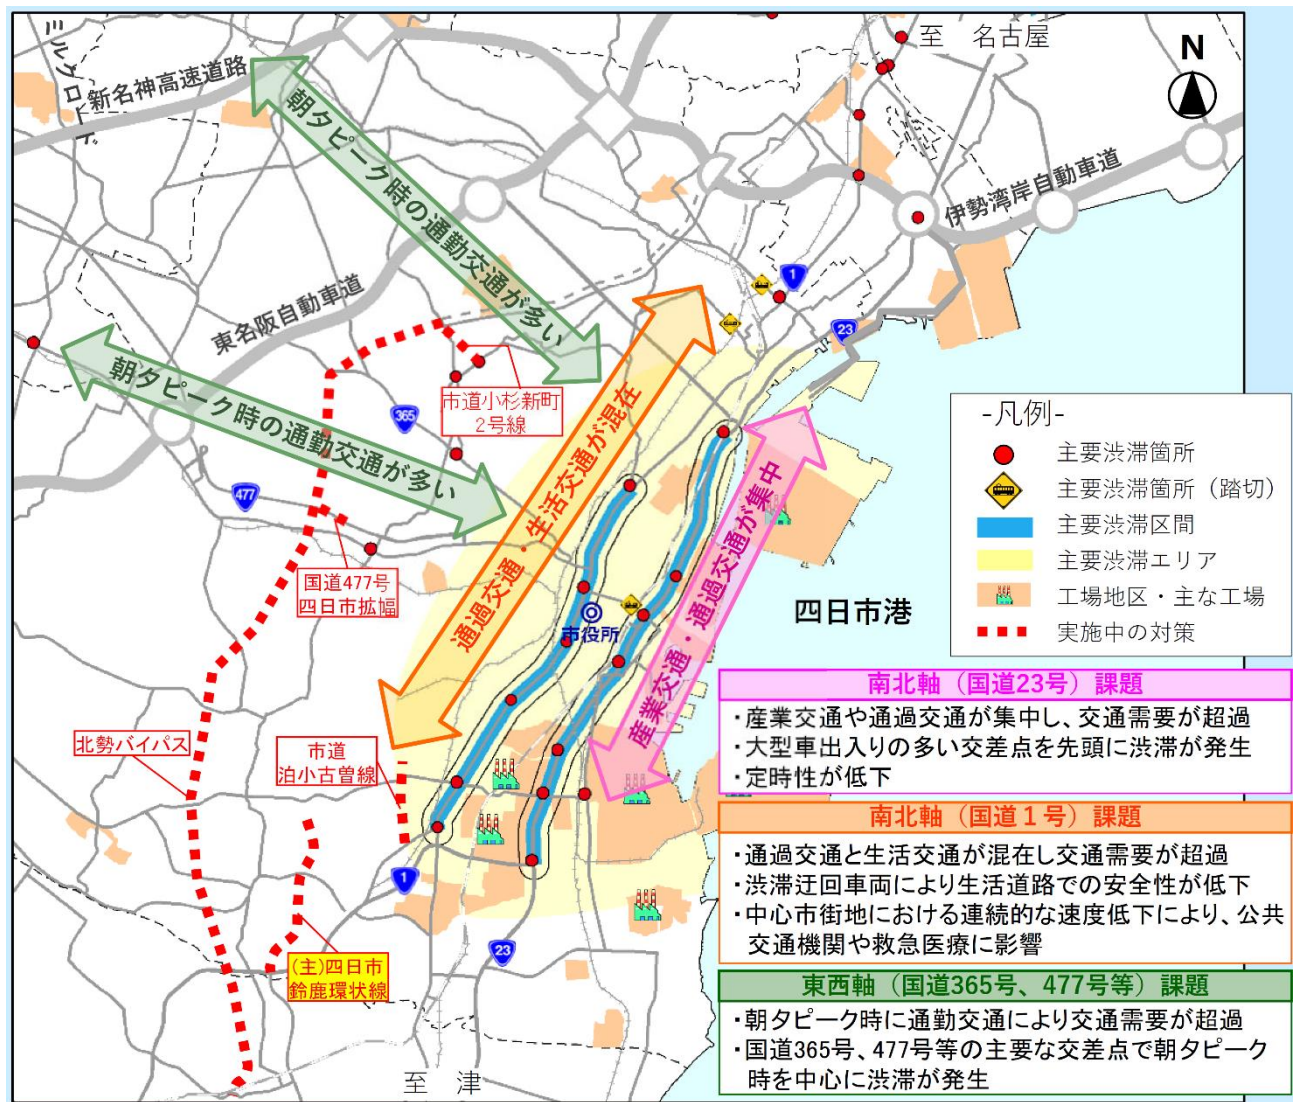 至 名古屋
N
ミルクロード
新名神高速道路
朝夕ピーク時の通勤交通が多い
伊勢湾岸自動車道
東名阪自動車道
1
23
朝夕ピーク時の通勤交通が多い
365
市道小杉新町
2号線
通過交通・生活交通が混在
477
国道477号
四日市拡幅
産業交通・通過交通が集中
市役所
四日市港
-凡例-
主要渋滞箇所
主要渋滞箇所（踏切）
主要渋滞区間
主要渋滞エリア
工場地区・主な工場
実施中の対策
北勢バイパス
市道
泊小古曽線
1
23
(主)四日市
鈴鹿環状線
至 津
南北軸（国道23号）課題
・産業交通や通過交通が集中し、交通需要が超過
・大型車出入りの多い交差点を先頭に渋滞が発生
・定時性が低下
南北軸（国道１号）課題
・通過交通と生活交通が混在し交通需要が超過
・渋滞迂回車両により生活道路での安全性が低下
・中心市街地における連続的な速度低下により、公共
交通機関や救急医療に影響
東西軸（国道365号、477号等）課題
・朝夕ピーク時に通勤交通により交通需要が超過
・国道365号、477号等の主要な交差点で朝夕ピーク
時を中心に渋滞が発生